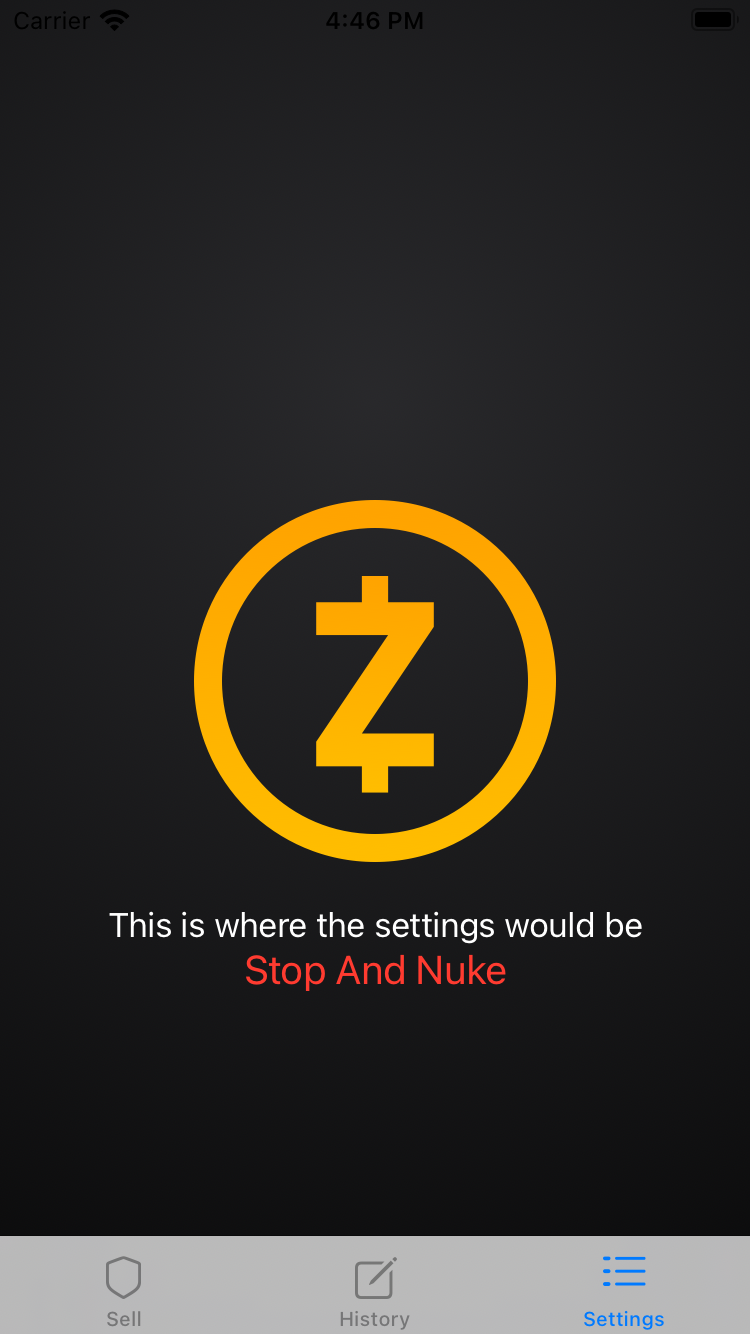 Carrier 4:46 PM
This is where the settings would be
Stop And Nuke
Sell History Settings